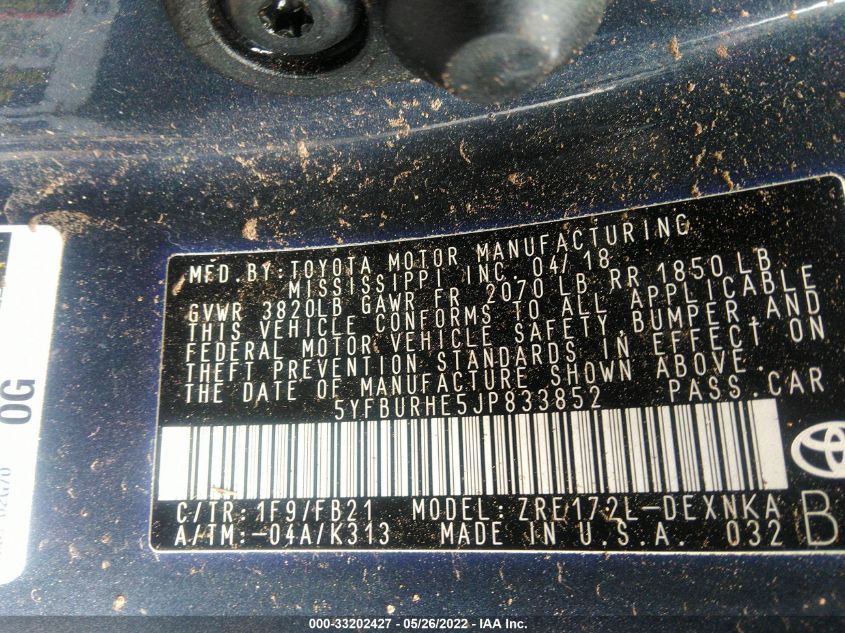 MFD. BY: TOYOTA MOTOR MANUFACTURING
MISSISSIPPI INC. 04/18
GVWR 3820LB GAWR FR 2070 LB RR 1850 LB
THIS VEHICLE CONFORMS TO ALL APPLICABLE
FEDERAL MOTOR VEHICLE SAFETY, BUMPER, AND
THEFT PREVENTION STANDARDS IN EFFECT ON
THE DATE OF MANUFACTURE SHOWN ABOVE.
5YFBURHE5JP833852 PASS. CAR
C/TR: 1F9/FB21 MODEL: ZRE172L-DEXNKA
A/TM: -04A/K313 MADE IN U.S.A. 032 B
0G
000-33202427 - 05/26/2022 - IAA Inc.